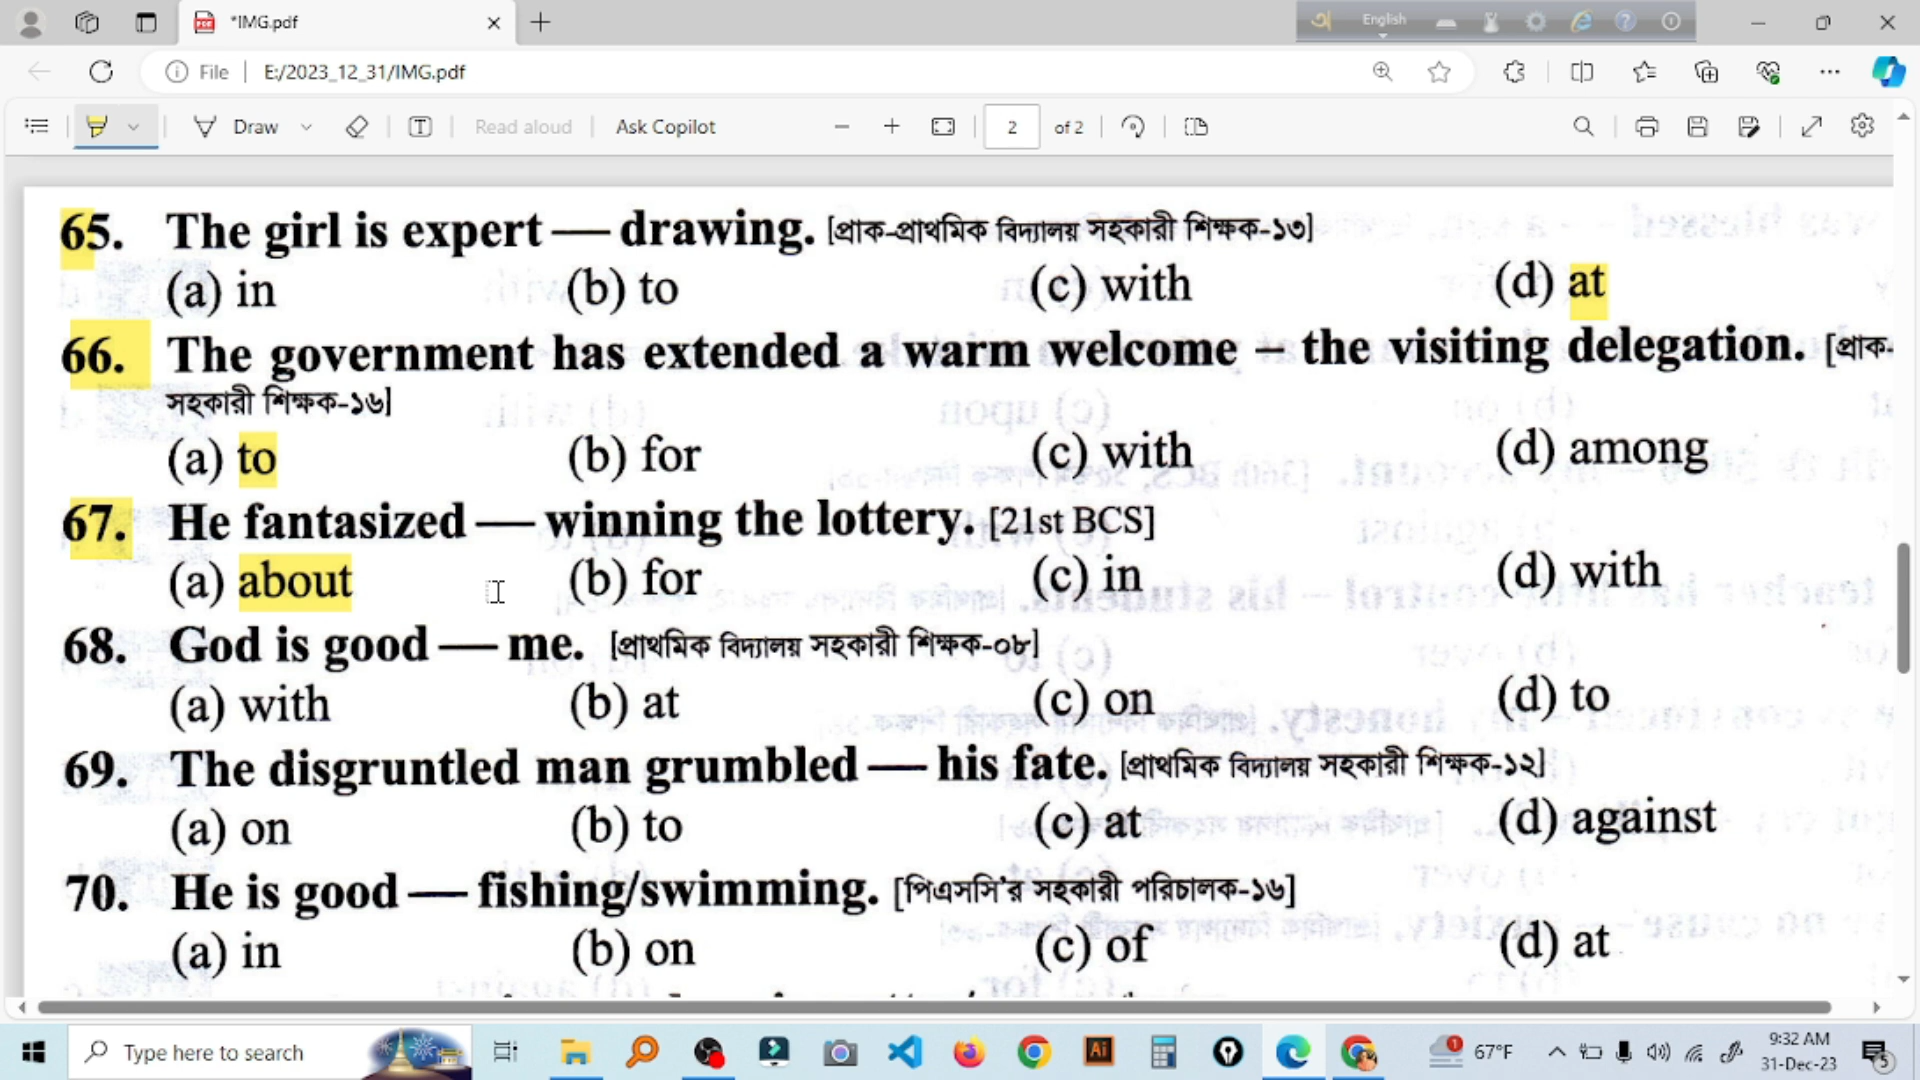 *IMG.pdf
English
File
E:/2023_12_31/IMG.pdf
Draw
Read aloud
Ask Copilot
2
of 2
65. The girl is expert — drawing. [প্রাক-প্রাথমিক বিদ্যালয় সহকারী শিক্ষক-১৩]
(a) in (b) to (c) with (d) at
66. The government has extended a warm welcome – the visiting delegation. [প্রাক-
সহকারী শিক্ষক-১৬]
(a) to (b) for (c) with (d) among
67. He fantasized — winning the lottery. [21st BCS]
(a) about (b) for (c) in (d) with
68. God is good — me. [প্রাথমিক বিদ্যালয় সহকারী শিক্ষক-০৮]
(a) with (b) at (c) on (d) to
69. The disgruntled man grumbled — his fate. [প্রাথমিক বিদ্যালয় সহকারী শিক্ষক-১২]
(a) on (b) to (c) at (d) against
70. He is good — fishing/swimming. [পিএসসি'র সহকারী পরিচালক-১৬]
(a) in (b) on (c) of (d) at
Type here to search
Ai
67°F
9:32 AM
31-Dec-23
5